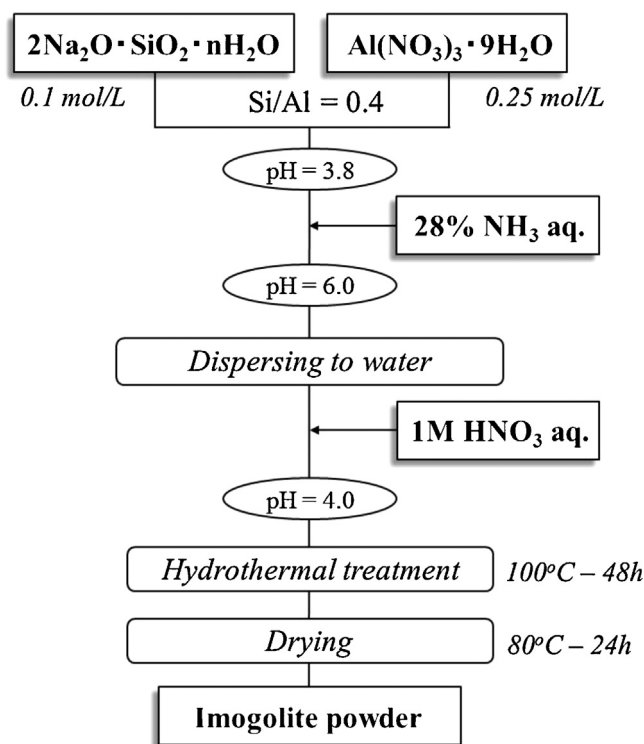 2Na₂O·SiO₂·nH₂O
Al(NO₃)₃·9H₂O
0.1 mol/L
Si/Al = 0.4
0.25 mol/L
pH = 3.8
28% NH₃ aq.
pH = 6.0
Dispersing to water
1M HNO₃ aq.
pH = 4.0
Hydrothermal treatment
100°C – 48h
Drying
80°C – 24h
Imogolite powder